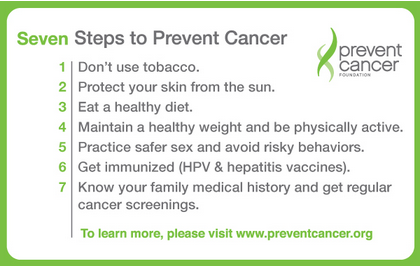 Seven Steps to Prevent Cancer
prevent
cancer
FOUNDATION
1 Don't use tobacco.
2 Protect your skin from the sun.
3 Eat a healthy diet.
4 Maintain a healthy weight and be physically active.
5 Practice safer sex and avoid risky behaviors.
6 Get immunized (HPV & hepatitis vaccines).
7 Know your family medical history and get regular
cancer screenings.
To learn more, please visit www.preventcancer.org